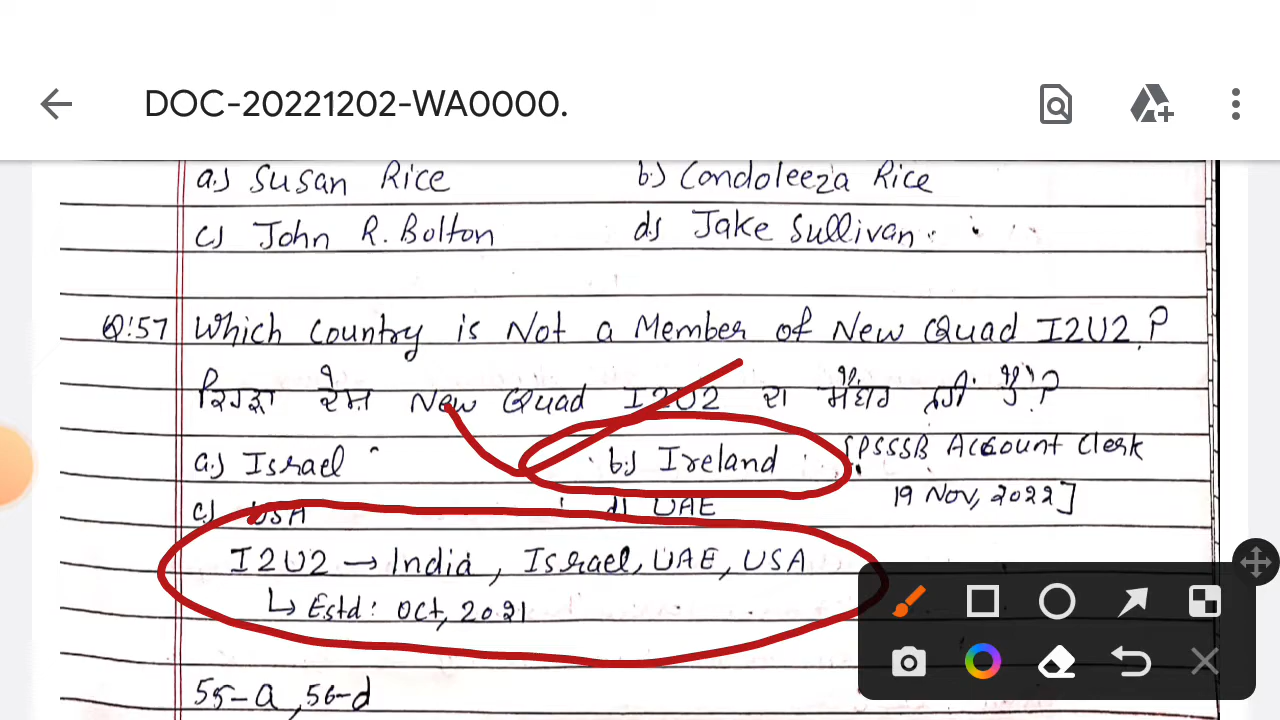 DOC-20221202-WA0000.
a.) Susan Rice b.) Condoleeza Rice
c) John R. Bolton d) Jake Sullivan.
Q:57 Which Country is Not a Member of New Quad I2U2?
ਕਿਹੜਾ ਦੇਸ਼ New Quad I2U2 ਦਾ ਮੈਂਬਰ ਨਹੀਂ ਹੈ?
a.) Israel b.) Ireland [PSSSB Account Clerk
c) USA d) UAE 19 Nov, 2022]
I2U2 → India, Israel, UAE, USA
↳ Estd: Oct, 2021
55-a, 56-d